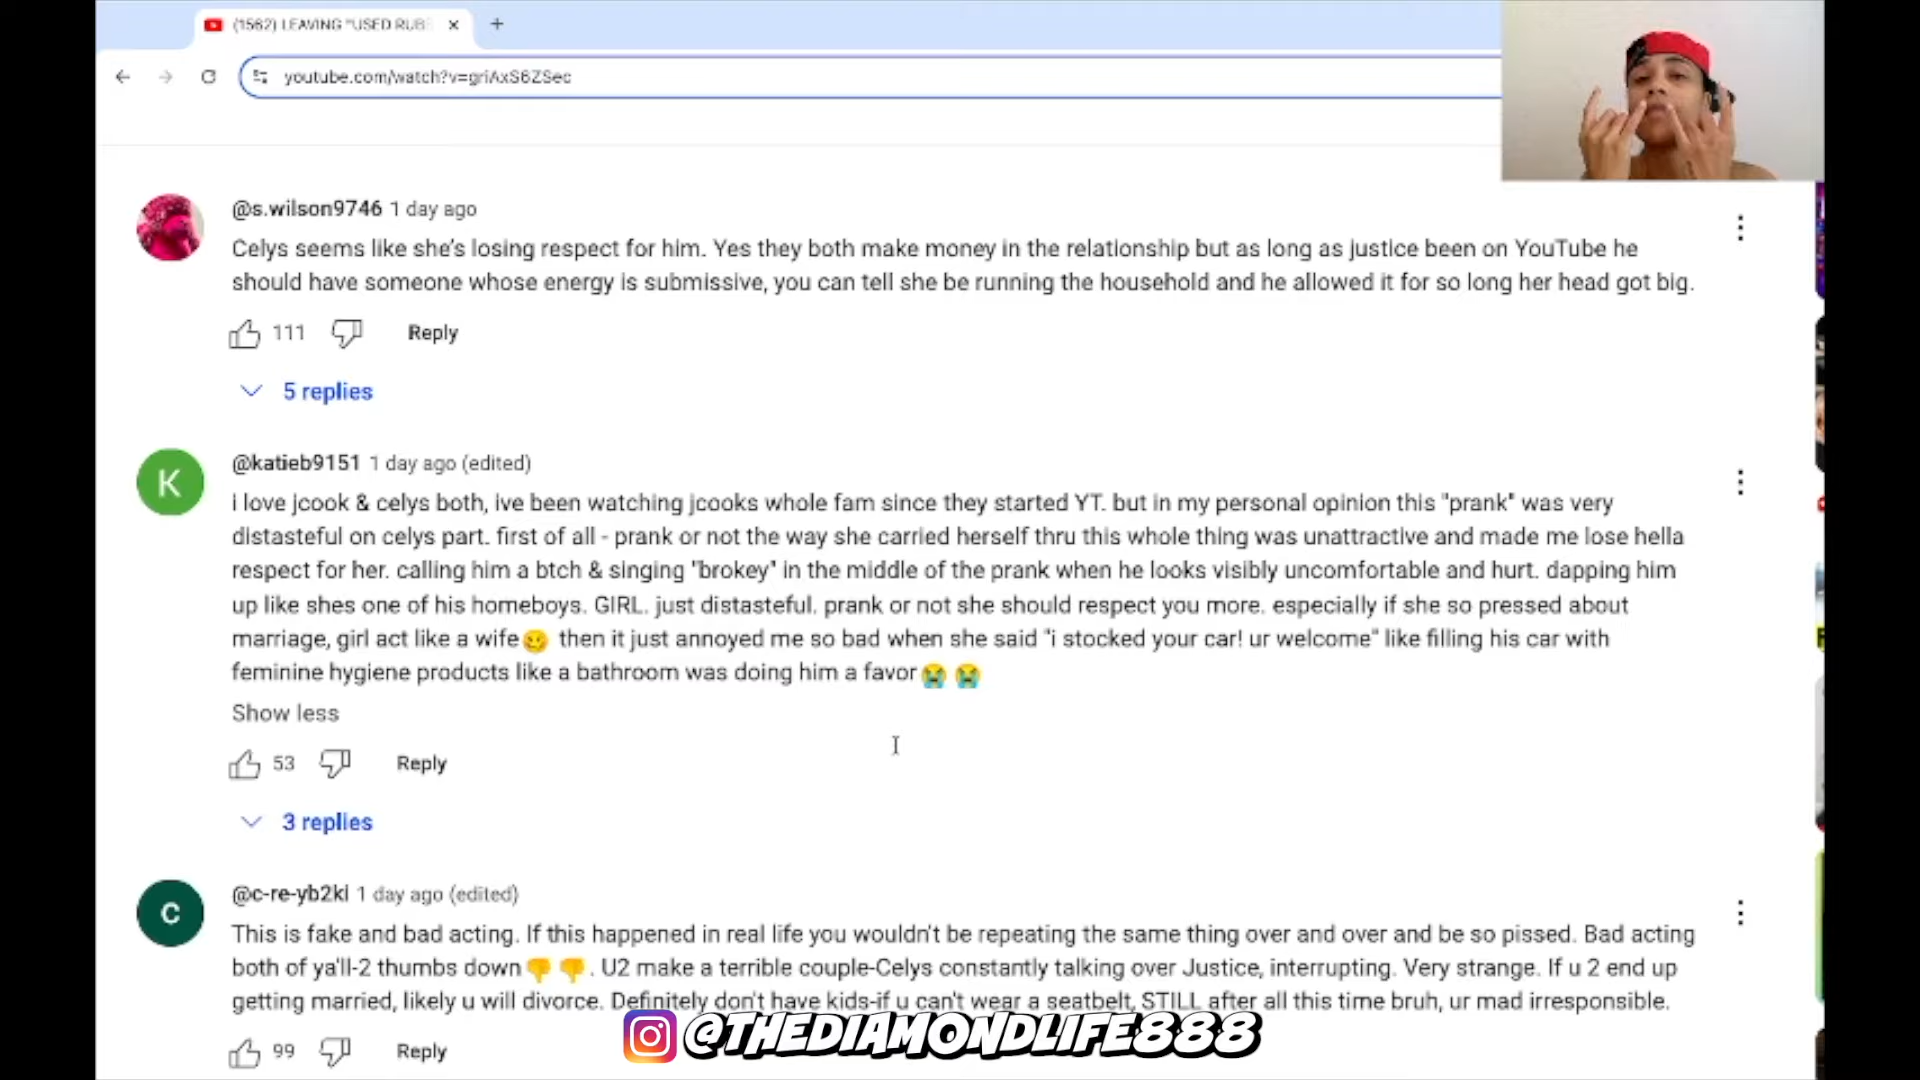 (1562) LEAVING "USED RUB
youtube.com/watch?v=griAxS6ZSec
@s.wilson9746 1 day ago
Celys seems like she's losing respect for him. Yes they both make money in the relationship but as long as justice been on YouTube he
should have someone whose energy is submissive, you can tell she be running the household and he allowed it for so long her head got big.
111 Reply
5 replies
K
@katieb9151 1 day ago (edited)
i love jcook & celys both, ive been watching jcooks whole fam since they started YT. but in my personal opinion this "prank" was very
distasteful on celys part. first of all - prank or not the way she carried herself thru this whole thing was unattractive and made me lose hella
respect for her. calling him a btch & singing "brokey" in the middle of the prank when he looks visibly uncomfortable and hurt. dapping him
up like shes one of his homeboys. GIRL. just distasteful. prank or not she should respect you more. especially if she so pressed about
marriage, girl act like a wife🥴 then it just annoyed me so bad when she said "i stocked your car! ur welcome" like filling his car with
feminine hygiene products like a bathroom was doing him a favor😭😭
Show less
53 Reply
3 replies
C
@c-re-yb2ki 1 day ago (edited)
This is fake and bad acting. If this happened in real life you wouldn't be repeating the same thing over and over and be so pissed. Bad acting
both of ya'll-2 thumbs down👎👎. U2 make a terrible couple-Celys constantly talking over Justice, interrupting. Very strange. If u 2 end up
getting married, likely u will divorce. Definitely don't have kids-if u can't wear a seatbelt, STILL after all this time bruh, ur mad irresponsible.
@THEDIAMONDLIFE888
99 Reply